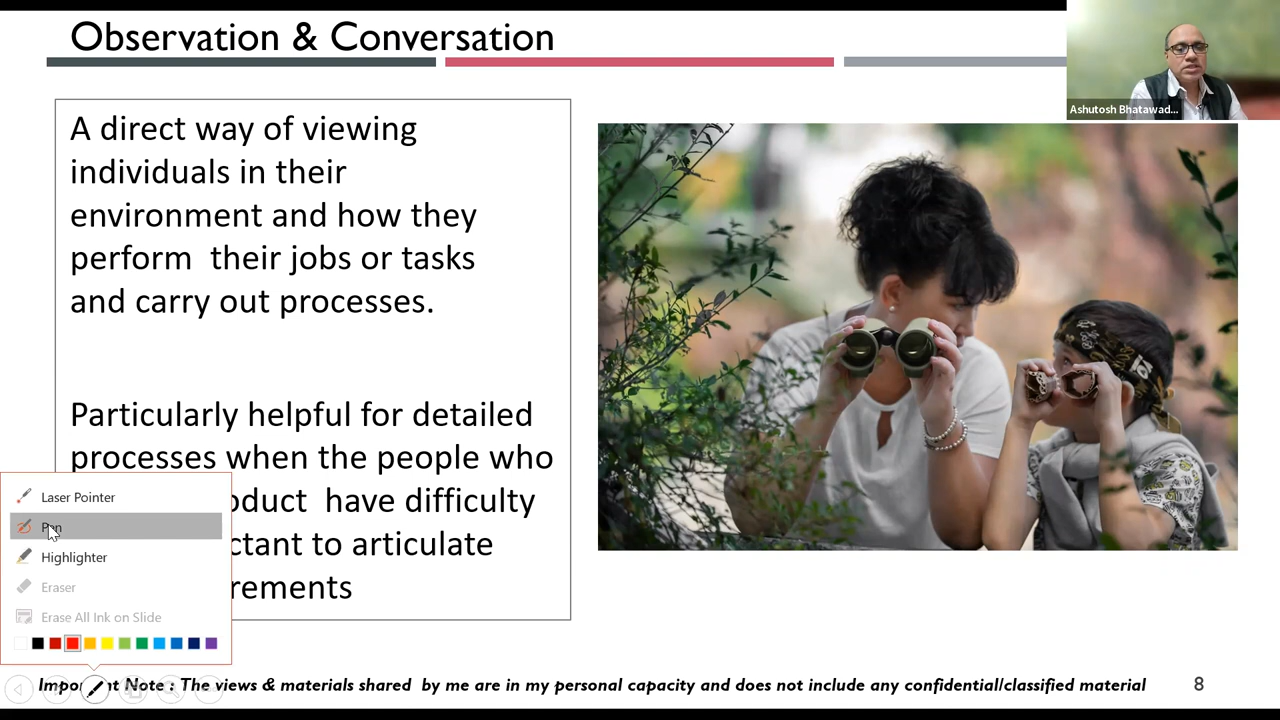 Observation & Conversation
Ashutosh Bhatawad...
A direct way of viewing
individuals in their
environment and how they
perform their jobs or tasks
and carry out processes.
Particularly helpful for detailed
processes when the people who
oduct have difficulty
ctant to articulate
rements
Laser Pointer
Pen
Highlighter
Eraser
Erase All Ink on Slide
Important Note: The views & materials shared by me are in my personal capacity and does not include any confidential/classified material
8